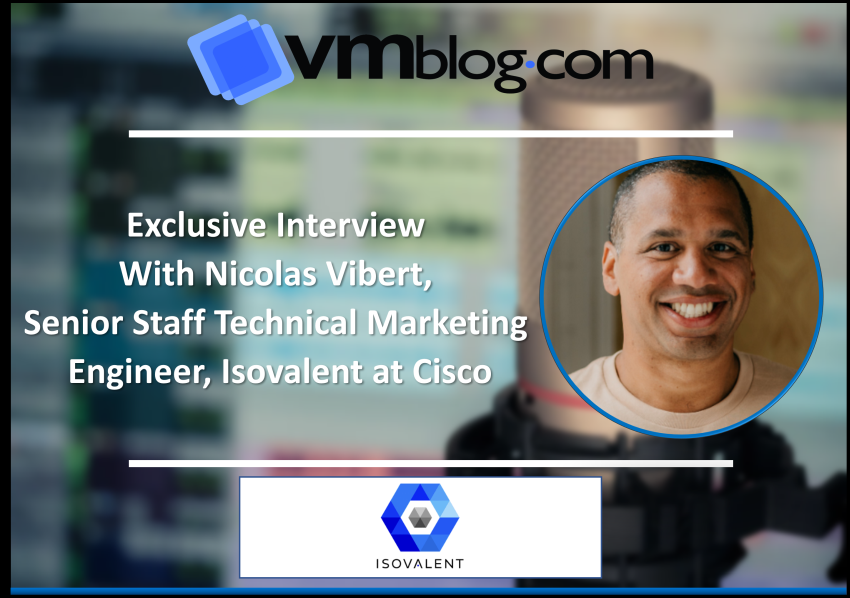 vmblog.com
Exclusive Interview
With Nicolas Vibert,
Senior Staff Technical Marketing
Engineer, Isovalent at Cisco
ISOVALENT